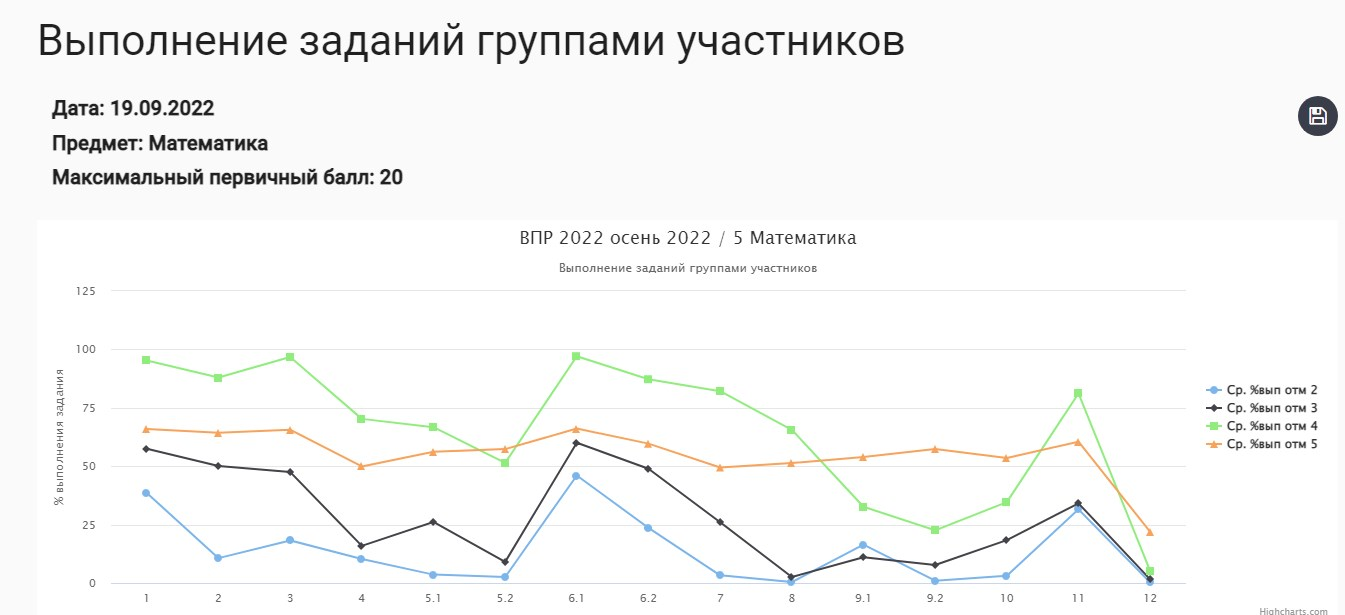 Выполнение заданий группами участников
Дата: 19.09.2022
Предмет: Математика
Максимальный первичный балл: 20
ВПР 2022 осень 2022 / 5 Математика
Выполнение заданий группами участников
% выполнения задания
125
100
75
50
25
0
1 2 3 4 5.1 5.2 6.1 6.2 7 8 9.1 9.2 10 11 12
Ср. %вып отм 2
Ср. %вып отм 3
Ср. %вып отм 4
Ср. %вып отм 5
Highcharts.com